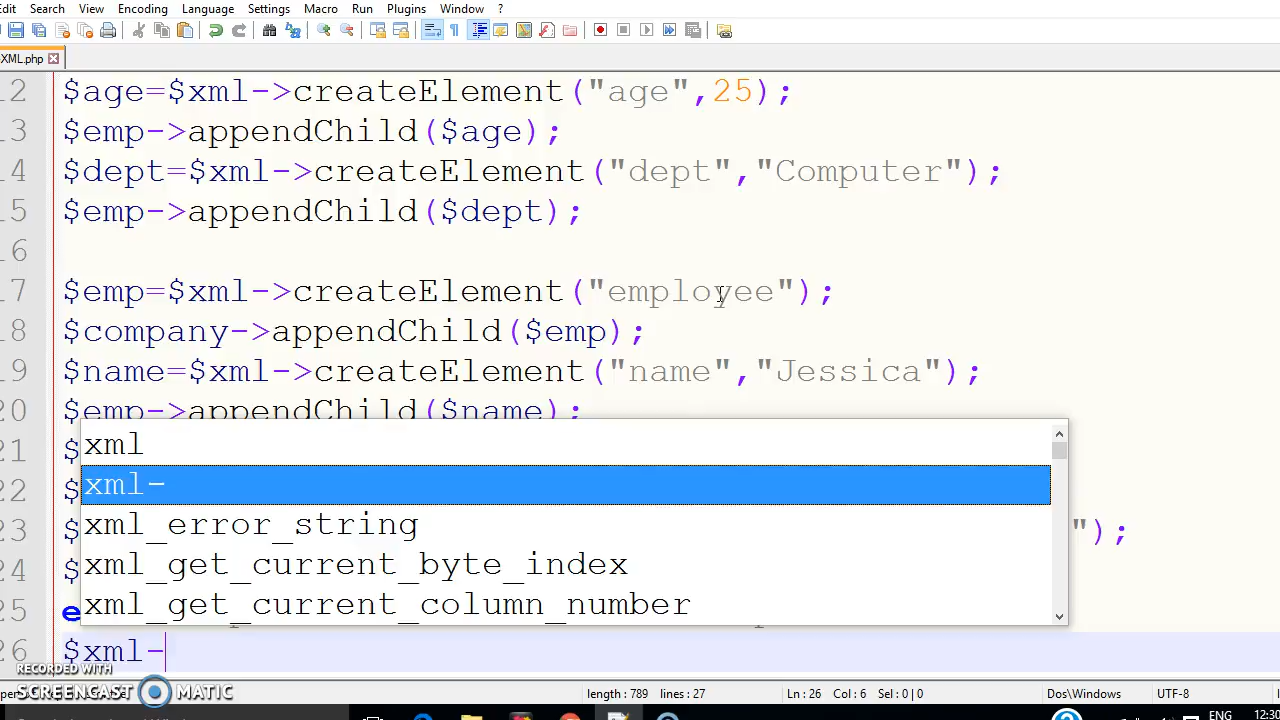 Edit Search View Encoding Language Settings Macro Run Plugins Window ?
XML.php
12 $age=$xml->createElement("age",25);
13 $emp->appendChild($age);
14 $dept=$xml->createElement("dept","Computer");
15 $emp->appendChild($dept);
16
17 $emp=$xml->createElement("employee");
18 $company->appendChild($emp);
19 $name=$xml->createElement("name","Jessica");
20 $emp->appendChild($name);
xml
21 $
xml-
22 $
xml_error_string
23 $ ");
xml_get_current_byte_index
24 $
xml_get_current_column_number
25 e
26 $xml-
RECORDED WITH
SCREENCAST MATIC
length : 789 lines : 27 Ln : 26 Col : 6 Sel : 0 | 0 Dos\Windows UTF-8
ENG 12:30